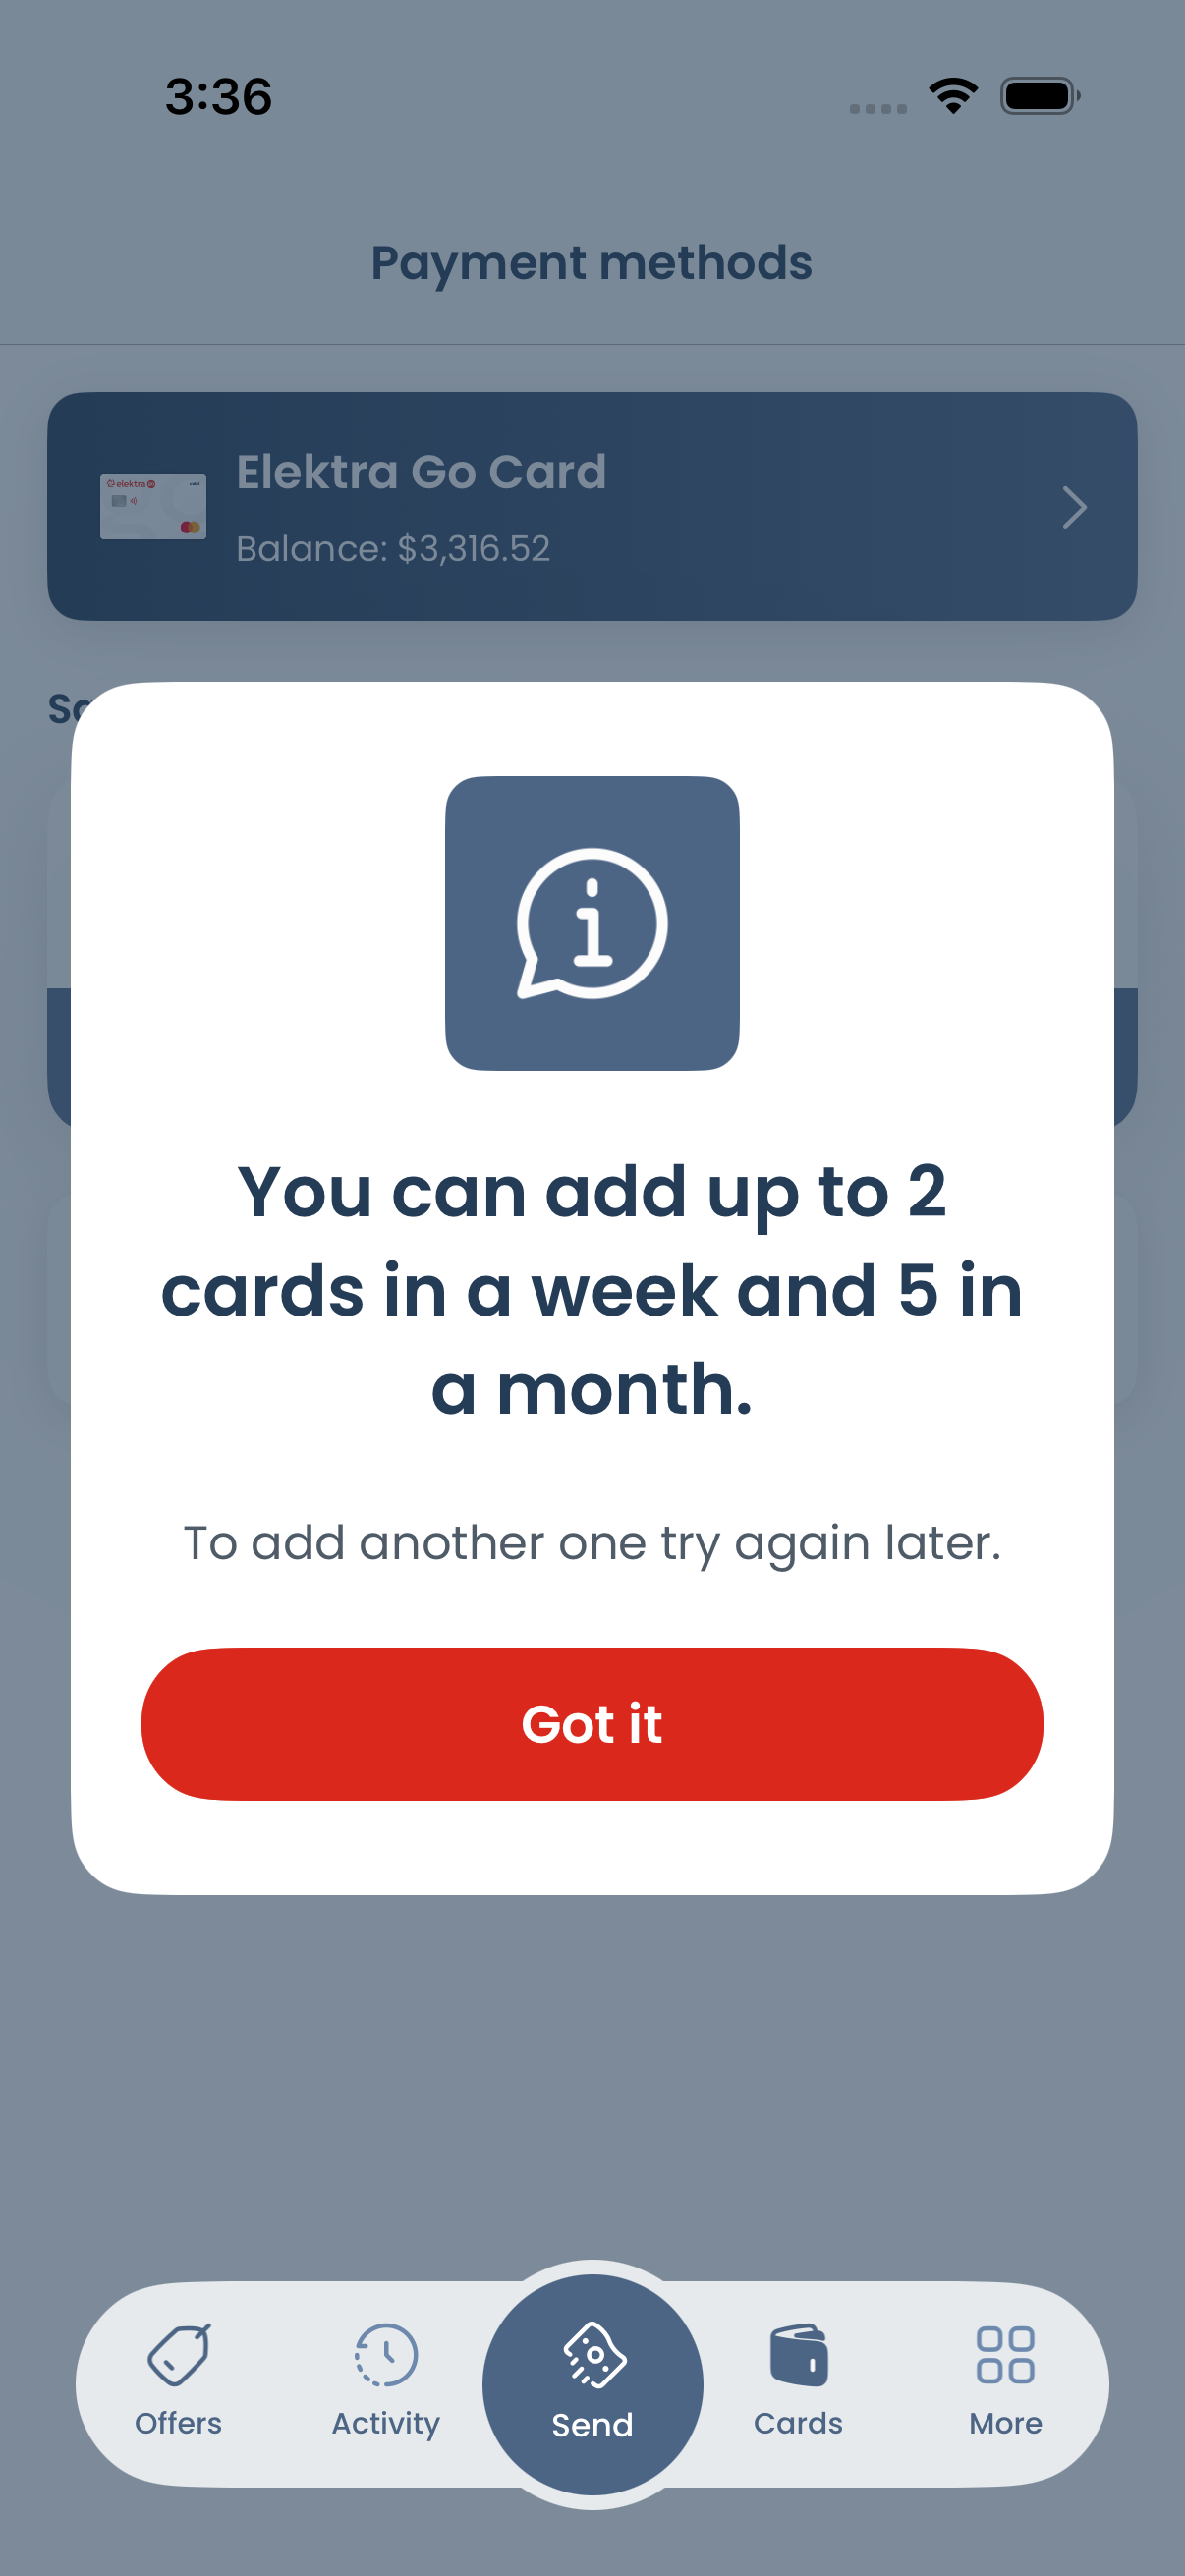 3:36
Payment methods
elektra
Elektra Go Card
Balance: $3,316.52
You can add up to 2
cards in a week and 5 in
a month.
To add another one try again later.
Got it
Offers
Activity
Send
Cards
More